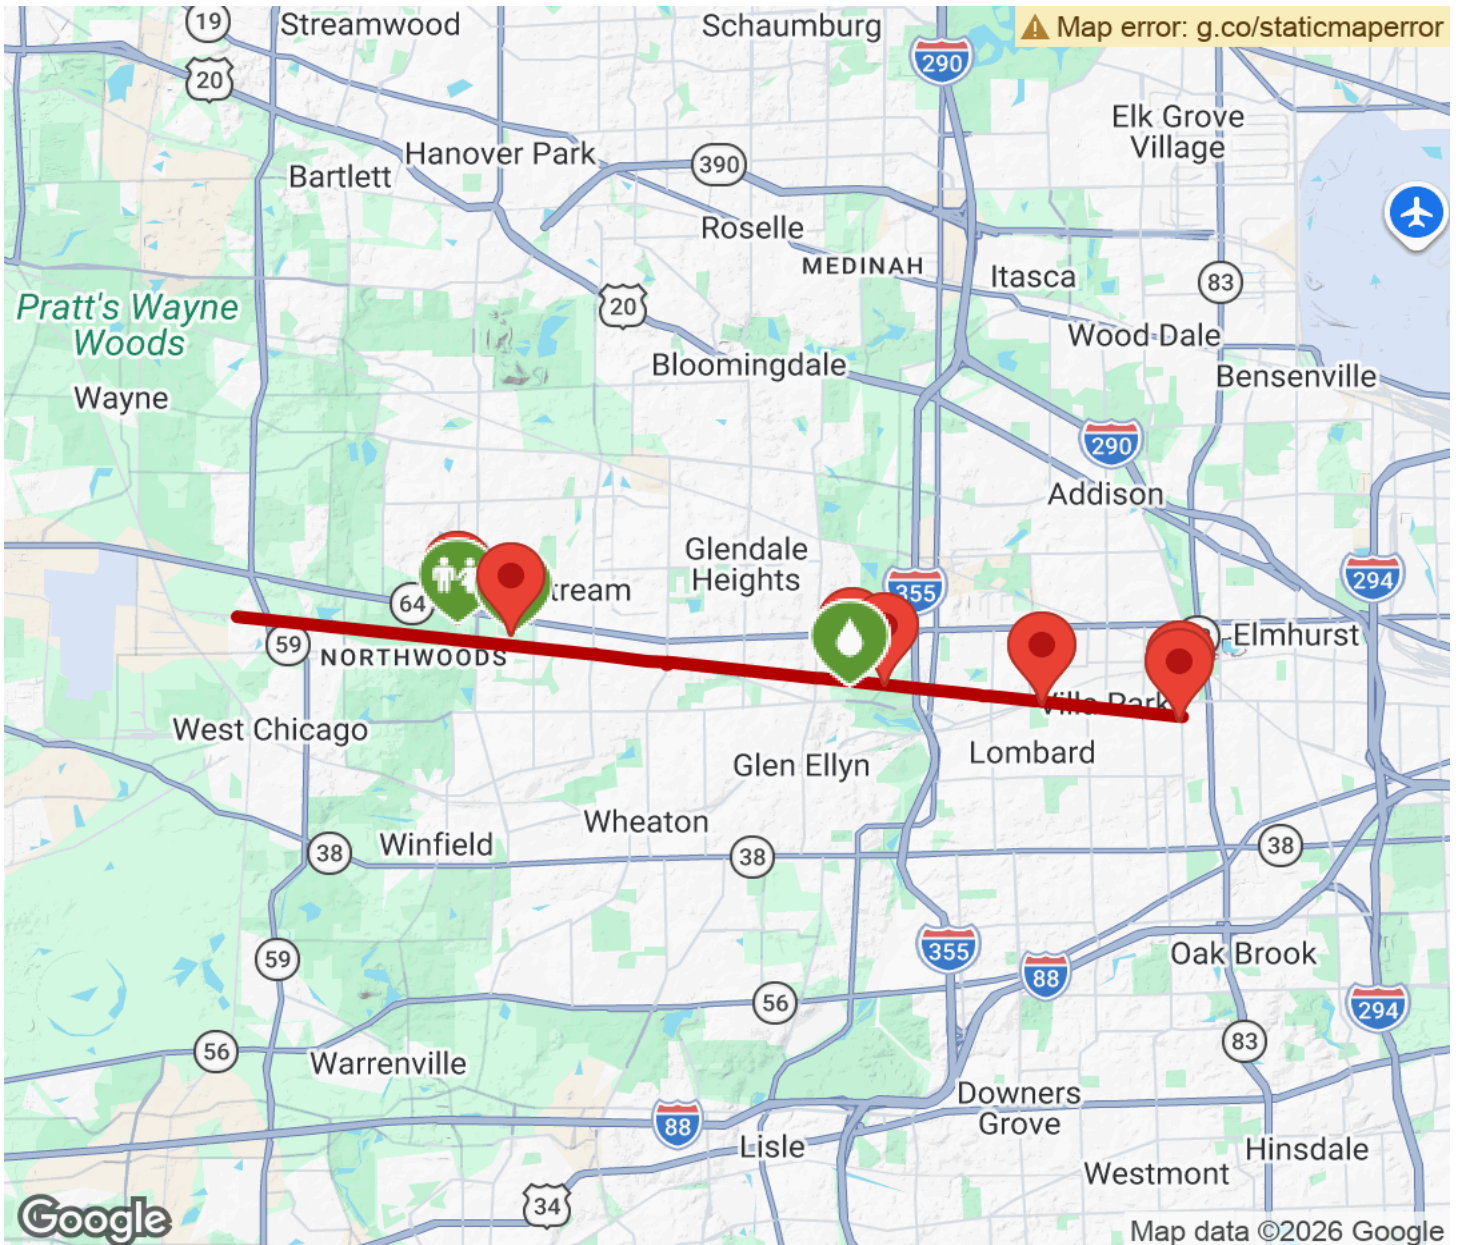 19
Streamwood
Schaumburg
Map error: g.co/staticmaperror
290
20
Elk Grove
Village
Hanover Park
390
Bartlett
Roselle
MEDINAH
Itasca
83
Pratt's Wayne
Woods
20
Wood Dale
Bloomingdale
Bensenville
Wayne
290
Addison
Glendale
Heights
294
355
64
tream
Elmhurst
59
NORTHWOODS
Villa Park
West Chicago
Lombard
Glen Ellyn
Wheaton
38
Winfield
38
38
355
Oak Brook
59
88
56
294
56
83
Warrenville
Downers
Grove
88
Lisle
Hinsdale
Westmont
34
Google
Map data ©2026 Google